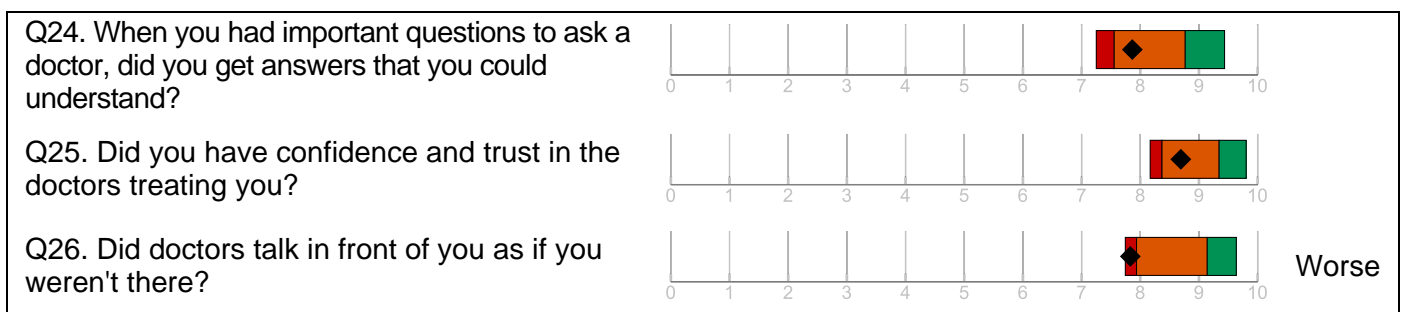 Q24. When you had important questions to ask a
doctor, did you get answers that you could
understand?
0 1 2 3 4 5 6 7 8 9 10
Q25. Did you have confidence and trust in the
doctors treating you?
0 1 2 3 4 5 6 7 8 9 10
Q26. Did doctors talk in front of you as if you
weren't there?
Worse
0 1 2 3 4 5 6 7 8 9 10